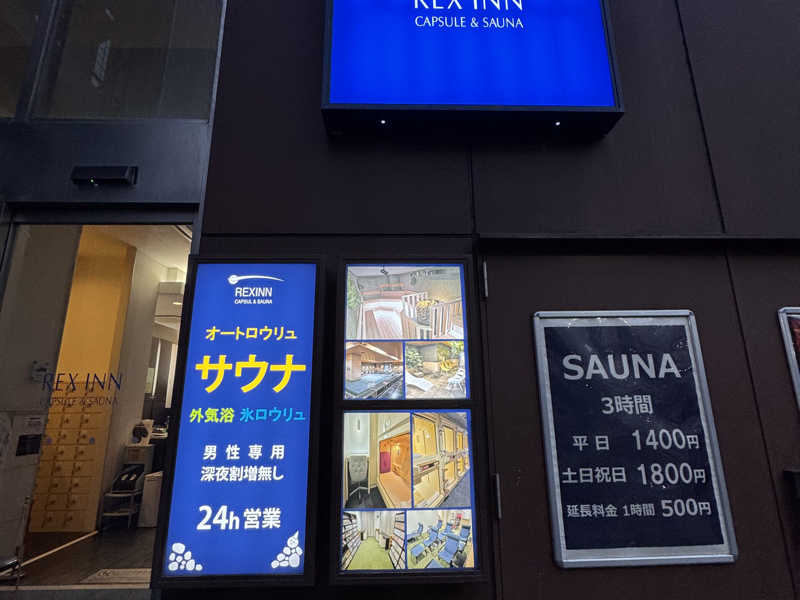 REX INN
CAPSULE & SAUNA
REX INN
CAPSULE & SAUNA
REXINN
CAPSUL & SAUNA
オートロウリュ
サウナ
外気浴 氷ロウリュ
男性専用
深夜割増無し
24h営業
SAUNA
3時間
平日 1400円
土日祝日 1800円
延長料金 1時間 500円